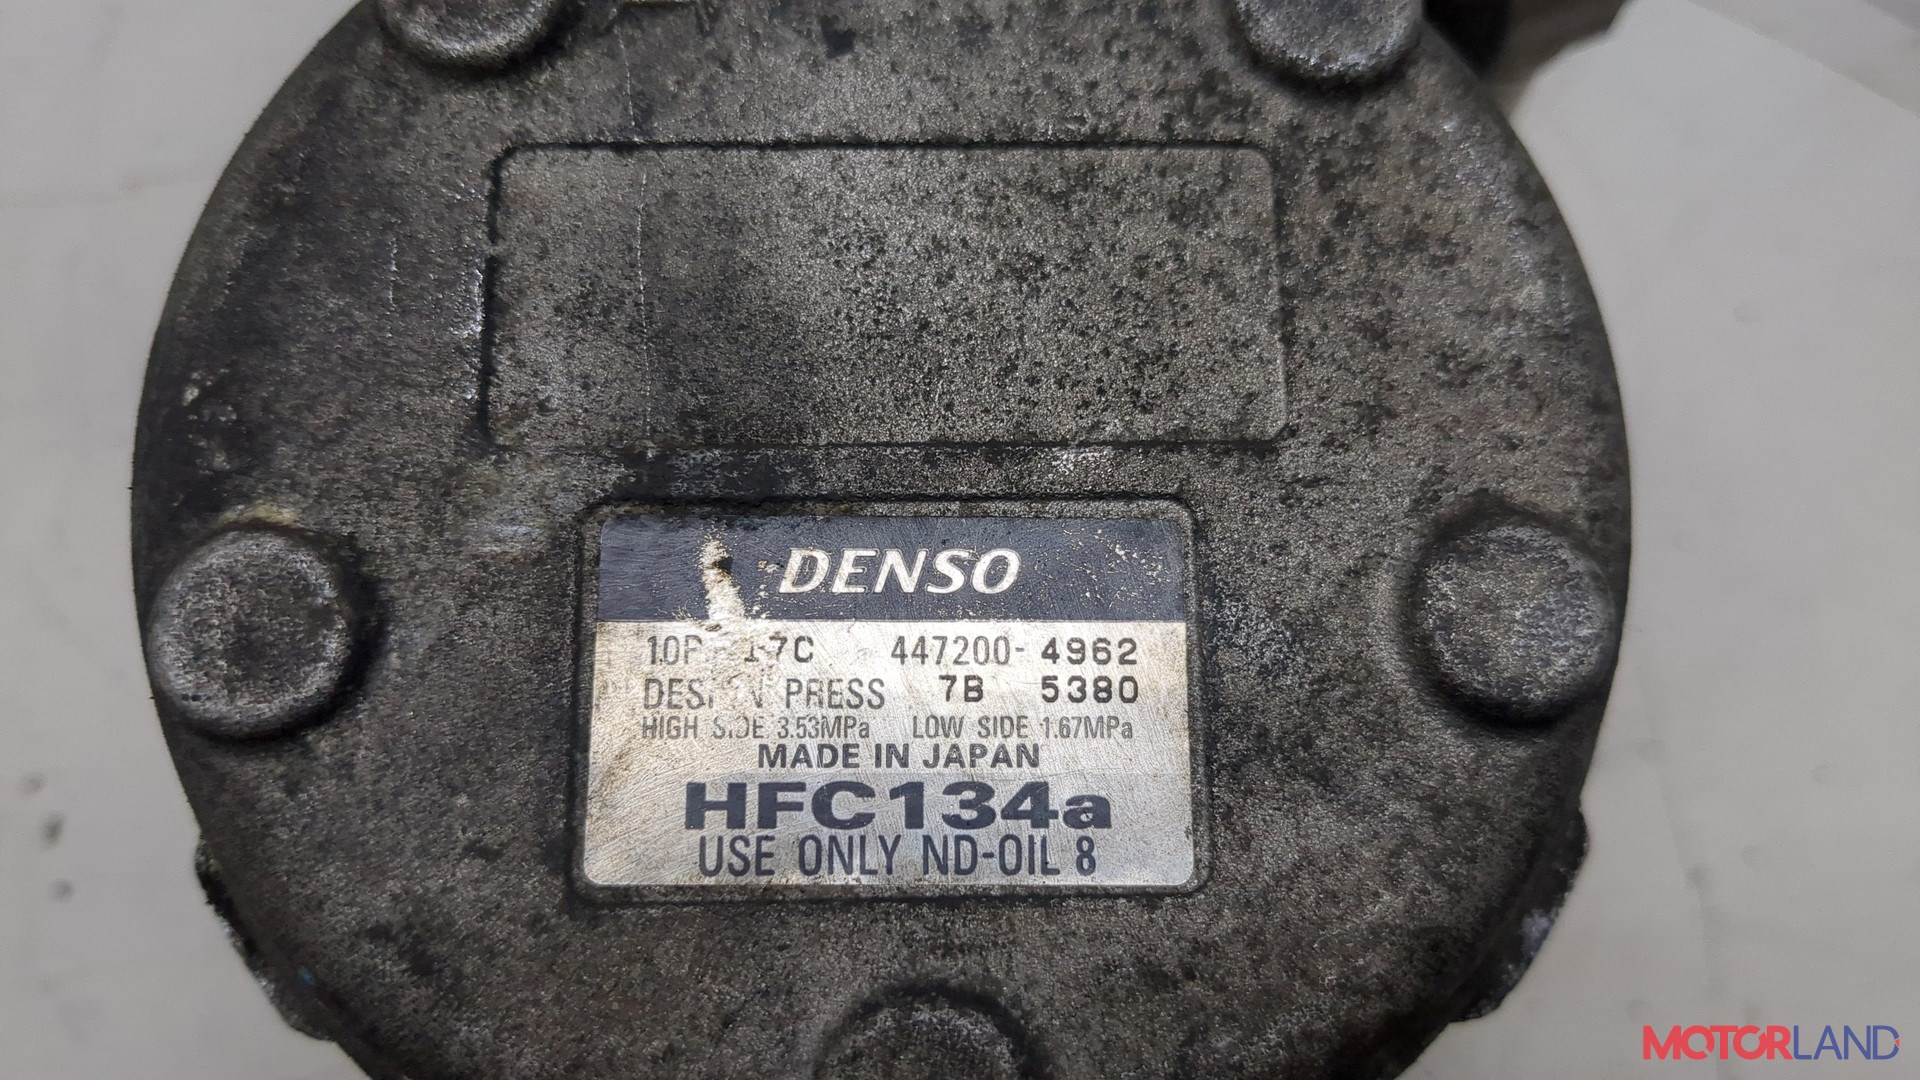 DENSO
17C 447200-4962
PRESS 7B 5380
HIGH SIDE 3.53MPa LOW SIDE 1.67MPa
MADE IN JAPAN
HFC134a
USE ONLY ND-OIL 8
MOTORLAND